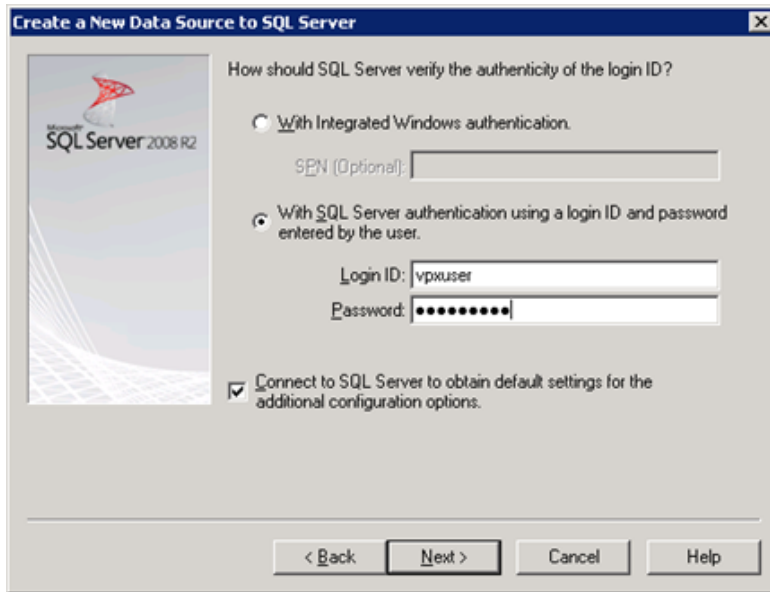 Create a New Data Source to SQL Server
Microsoft
SQL Server 2008 R2
How should SQL Server verify the authenticity of the login ID?
With Integrated Windows authentication.
SPN (Optional):
With SQL Server authentication using a login ID and password
entered by the user.
Login ID: vpxuser
Password: ●●●●●●●●●
Connect to SQL Server to obtain default settings for the
additional configuration options.
< Back Next > Cancel Help